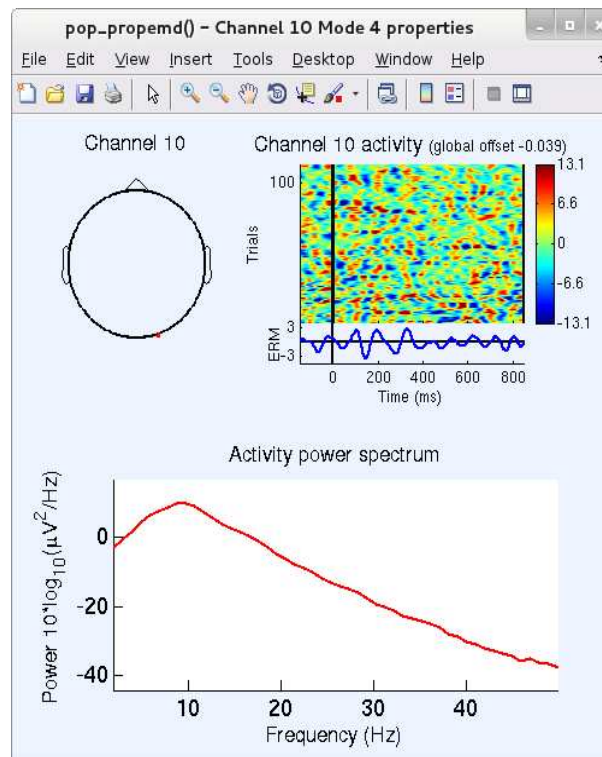 pop_propemd() - Channel 10 Mode 4 properties
File Edit View Insert Tools Desktop Window Help
Channel 10
Channel 10 activity (global offset -0.039)
100
Trials
13.1
6.6
0
-6.6
-13.1
3
-3
ERM
0 200 400 600 800
Time (ms)
Activity power spectrum
Power 10*log10(μV²/Hz)
0
-20
-40
10 20 30 40
Frequency (Hz)